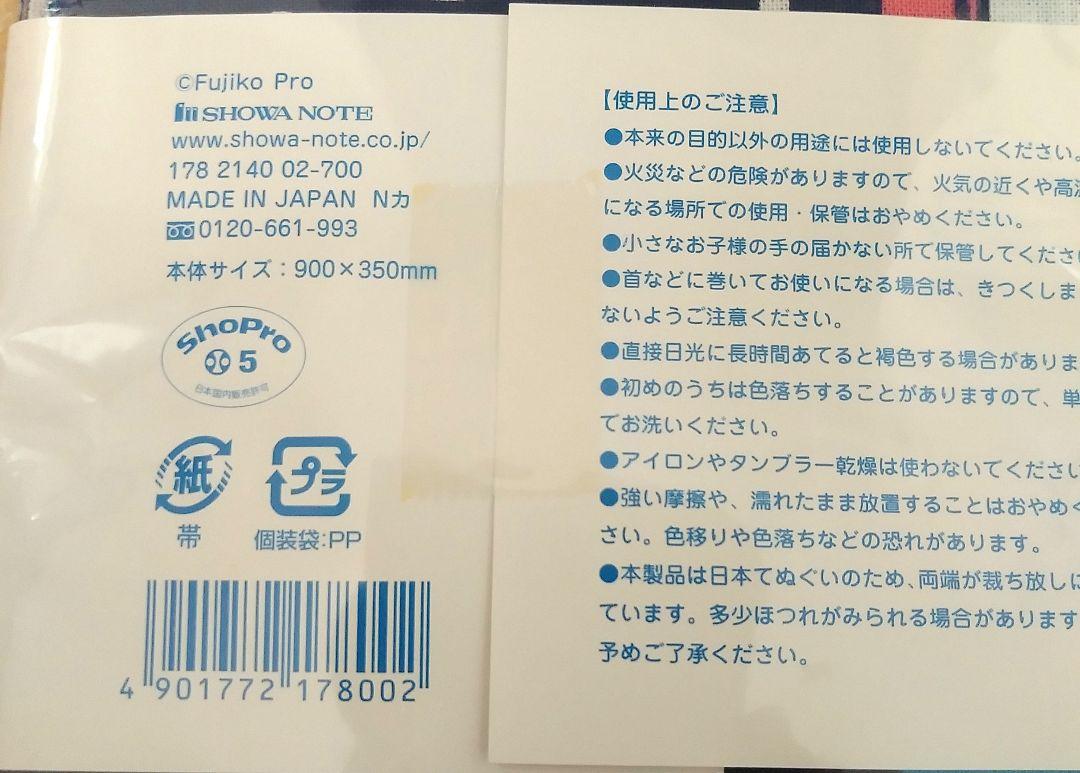 ©Fujiko Pro
SHOWA NOTE
www.showa-note.co.jp/
178 2140 02-700
MADE IN JAPAN Nカ
0120-661-993
本体サイズ：900×350mm
ShoPro
5
日本国内販売許可
紙
プラ
帯
個装袋:PP
4 901772 178002
【使用上のご注意】
●本来の目的以外の用途には使用しないでください。
●火災などの危険がありますので、火気の近くや高温
になる場所での使用・保管はおやめください。
●小さなお子様の手の届かない所で保管してくださ
●首などに巻いてお使いになる場合は、きつくしま
ないようご注意ください。
●直接日光に長時間あてると褐色する場合がありま
●初めのうちは色落ちすることがありますので、単
てお洗いください。
●アイロンやタンブラー乾燥は使わないでください
●強い摩擦や、濡れたまま放置することはおやめく
さい。色移りや色落ちなどの恐れがあります。
●本製品は日本てぬぐいのため、両端が裁ち放しに
ています。多少ほつれがみられる場合があります
予めご了承ください。